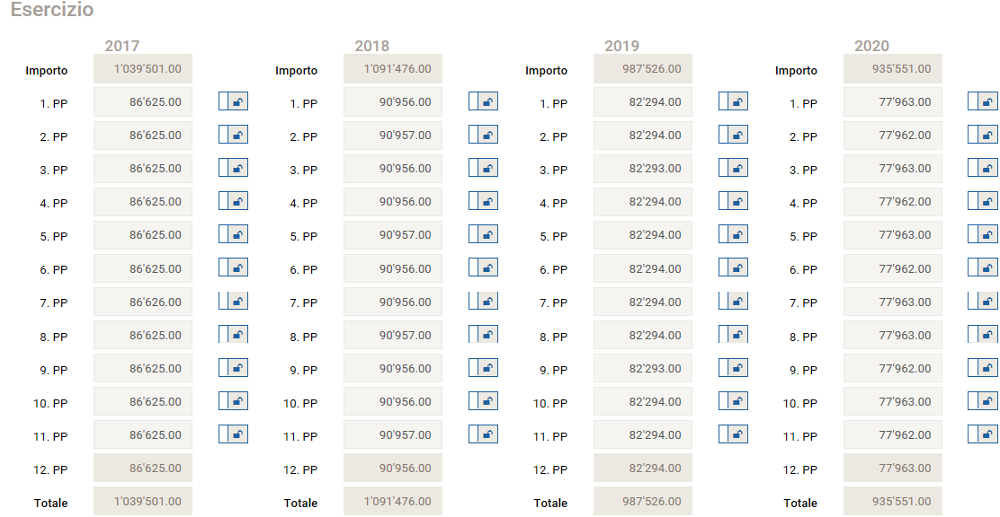 Esercizio
2017 2018 2019 2020
Importo 1'039'501.00 Importo 1'091'476.00 Importo 987'526.00 Importo 935'551.00
1. PP 86'625.00 1. PP 90'956.00 1. PP 82'294.00 1. PP 77'963.00
2. PP 86'625.00 2. PP 90'957.00 2. PP 82'294.00 2. PP 77'962.00
3. PP 86'625.00 3. PP 90'956.00 3. PP 82'293.00 3. PP 77'963.00
4. PP 86'625.00 4. PP 90'956.00 4. PP 82'294.00 4. PP 77'962.00
5. PP 86'625.00 5. PP 90'957.00 5. PP 82'294.00 5. PP 77'963.00
6. PP 86'625.00 6. PP 90'956.00 6. PP 82'294.00 6. PP 77'962.00
7. PP 86'626.00 7. PP 90'956.00 7. PP 82'294.00 7. PP 77'963.00
8. PP 86'625.00 8. PP 90'957.00 8. PP 82'294.00 8. PP 77'963.00
9. PP 86'625.00 9. PP 90'956.00 9. PP 82'293.00 9. PP 77'962.00
10. PP 86'625.00 10. PP 90'956.00 10. PP 82'294.00 10. PP 77'963.00
11. PP 86'625.00 11. PP 90'957.00 11. PP 82'294.00 11. PP 77'962.00
12. PP 86'625.00 12. PP 90'956.00 12. PP 82'294.00 12. PP 77'963.00
Totale 1'039'501.00 Totale 1'091'476.00 Totale 987'526.00 Totale 935'551.00